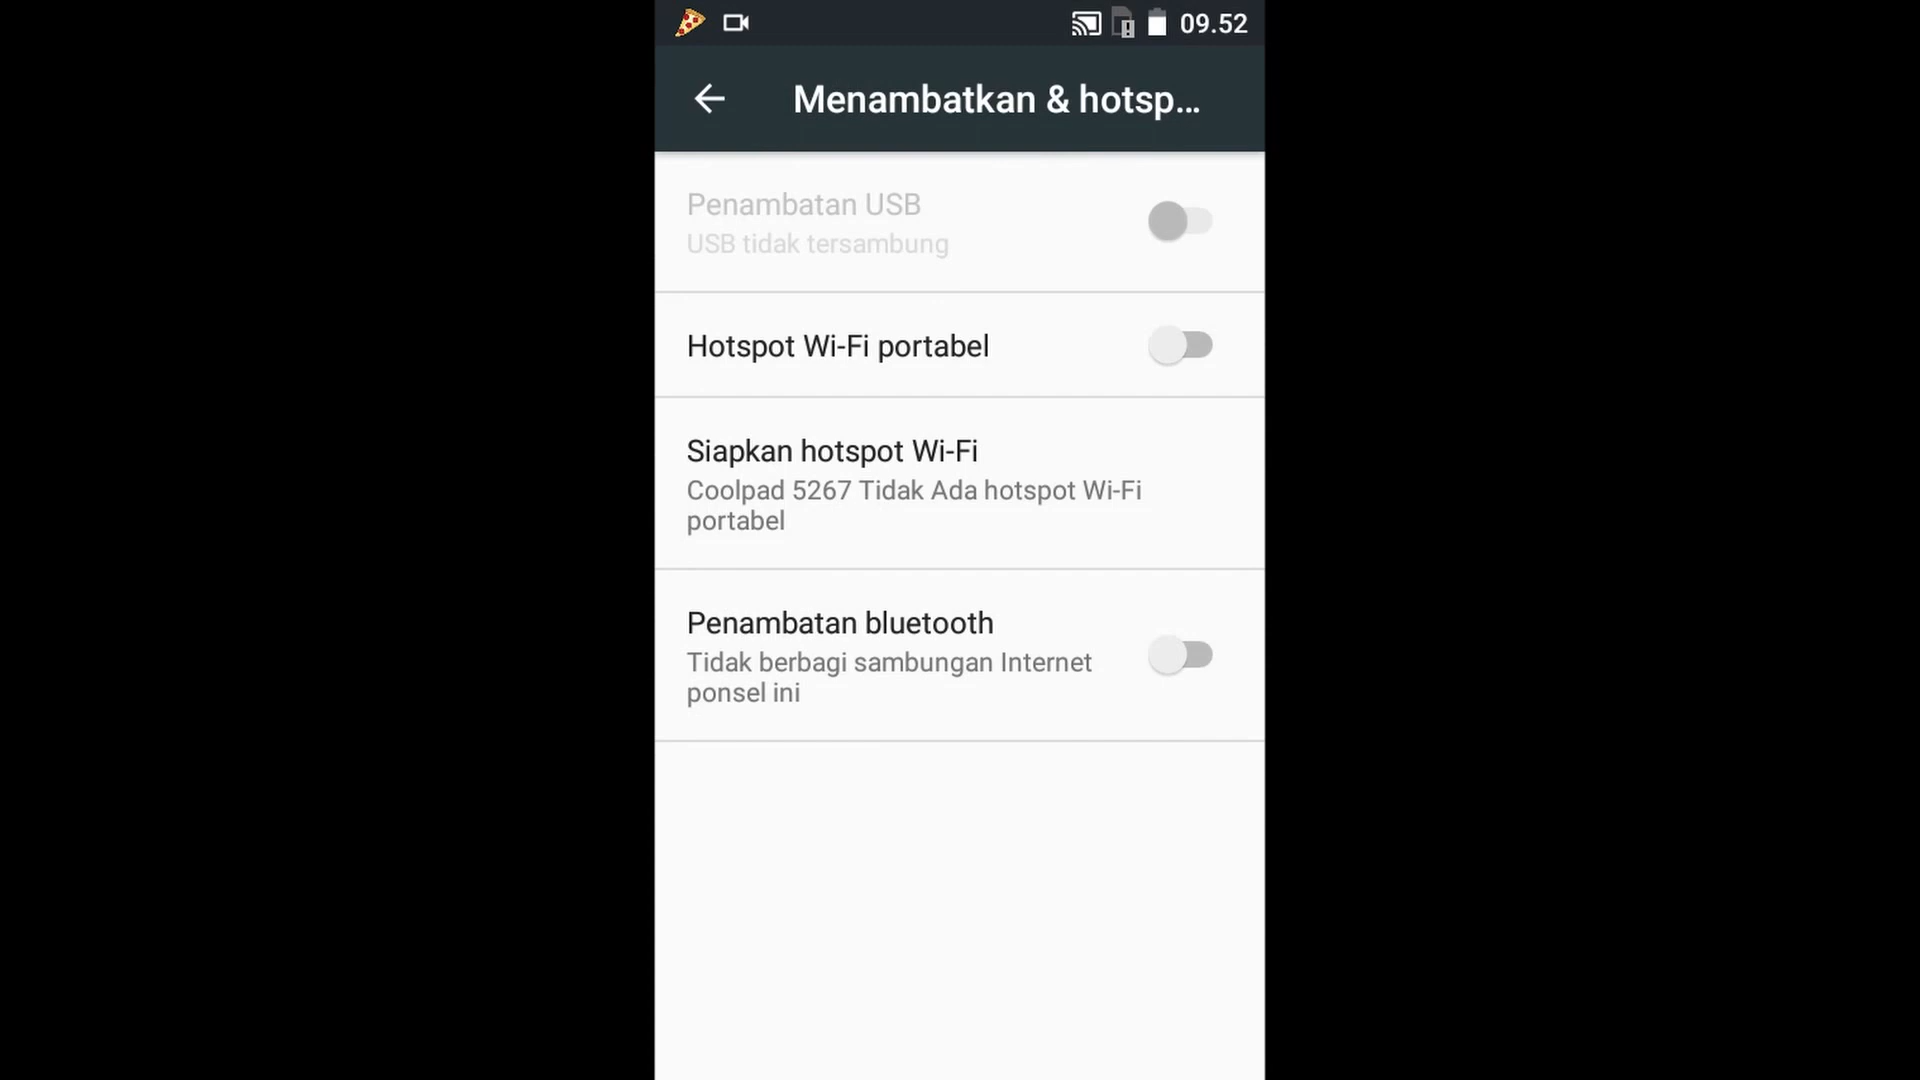 09.52
Menambatkan & hotsp...
Penambatan USB
USB tidak tersambung
Hotspot Wi-Fi portabel
Siapkan hotspot Wi-Fi
Coolpad 5267 Tidak Ada hotspot Wi-Fi
portabel
Penambatan bluetooth
Tidak berbagi sambungan Internet
ponsel ini